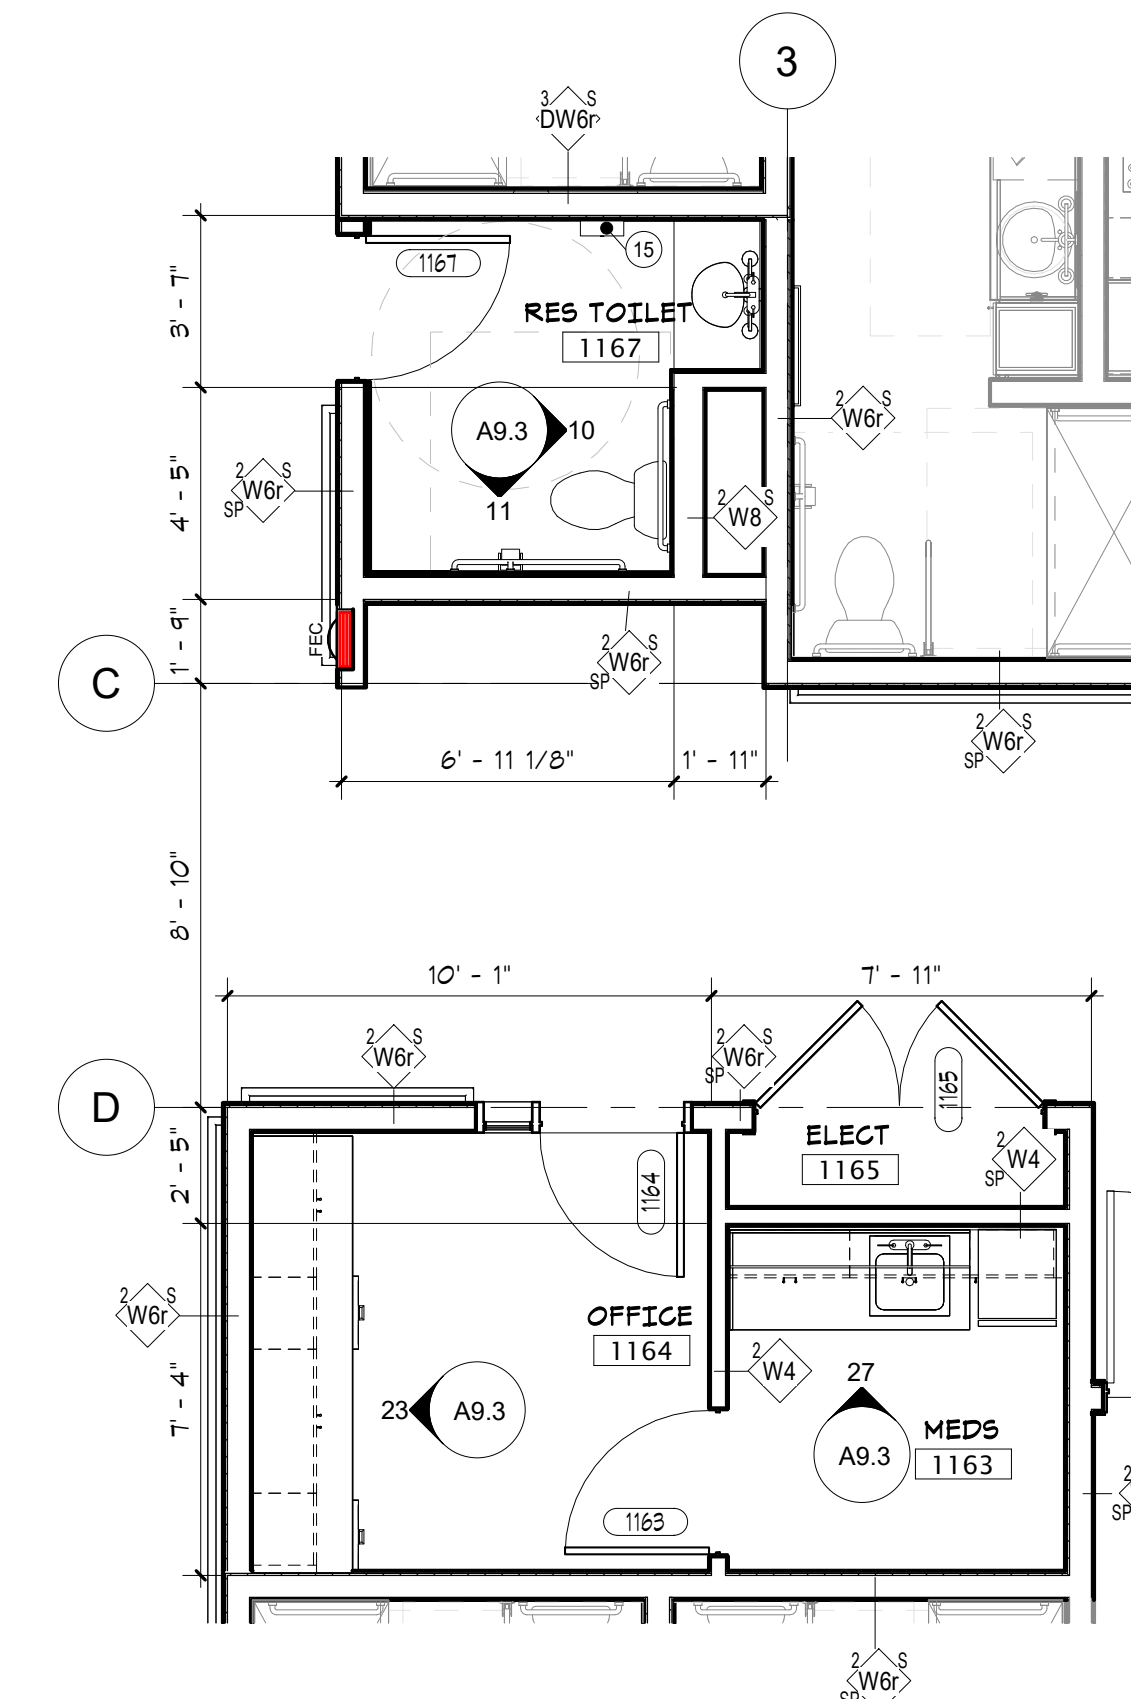 3
3 S
DW6r
1167
15
RES TOILET
1167
3' - 7"
2 S
W6r
A9.3
10
11
4' - 5"
2 S
W6r
SP
2 S
W8
FEC
1' - 9"
C
2 S
W6r
SP
2 S
W6r
SP
6' - 11 1/8"
1' - 11"
8' - 10"
10' - 1"
7' - 11"
2 S
W6r
2 S
W6r
SP
D
1165
ELECT
1165
2
W4
SP
2' - 5"
1164
2 S
W6r
OFFICE
1164
2
W4
27
A9.3
23
A9.3
MEDS
1163
7' - 4"
1163
2
SP
2 S
W6r
SP